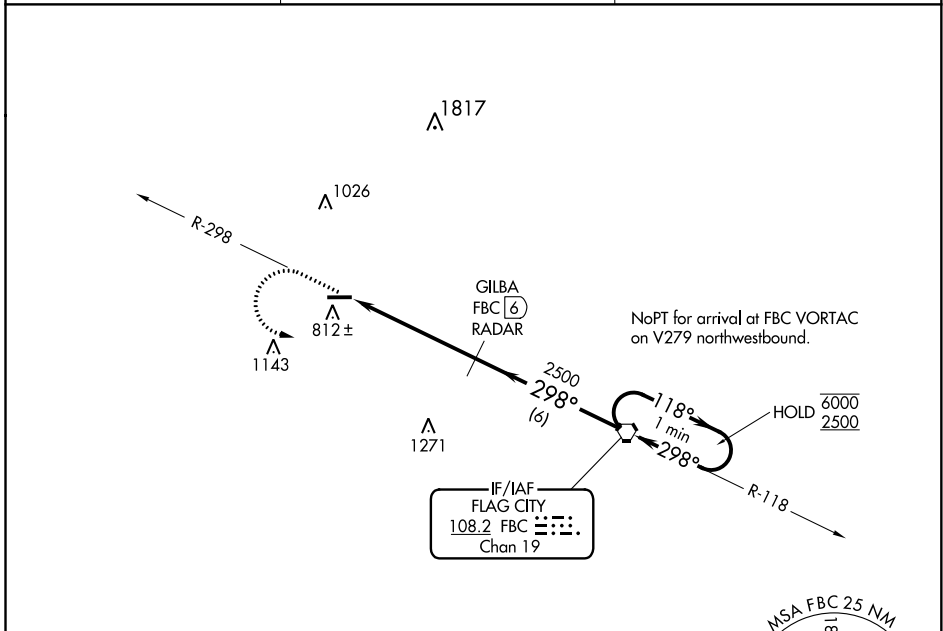 1817
1026
R-298
GILBA
FBC 6
RADAR
812 ±
1143
NoPT for arrival at FBC VORTAC
on V279 northwestbound.
2500
298°
(6)
118°
1 min
298°
HOLD 6000
2500
1271
R-118
IF/IAF
FLAG CITY
108.2 FBC
Chan 19
MSA FBC 25 NM